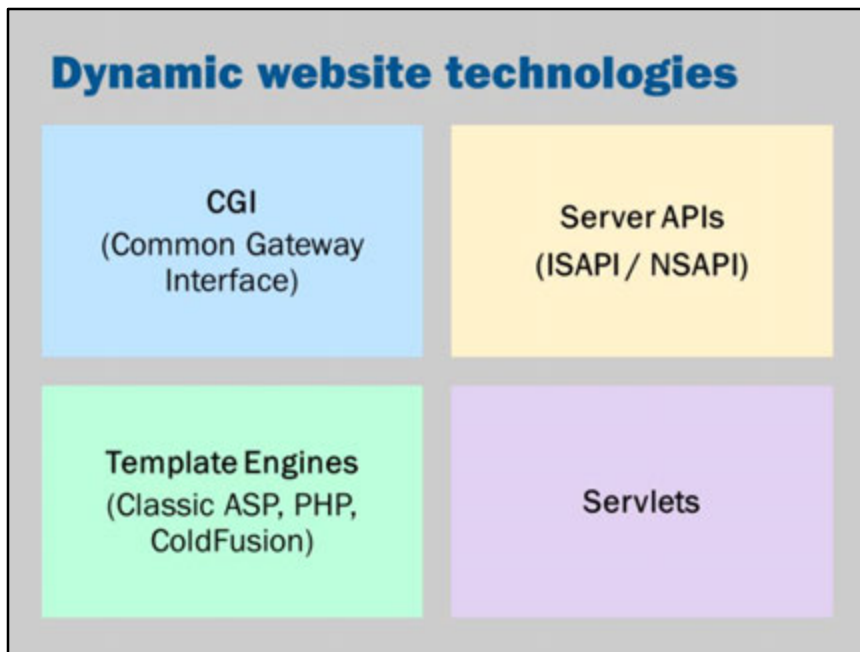 Dynamic website technologies
CGI
(Common Gateway
Interface)
Server APIs
(ISAPI / NSAPI)
Template Engines
(Classic ASP, PHP,
ColdFusion)
Servlets